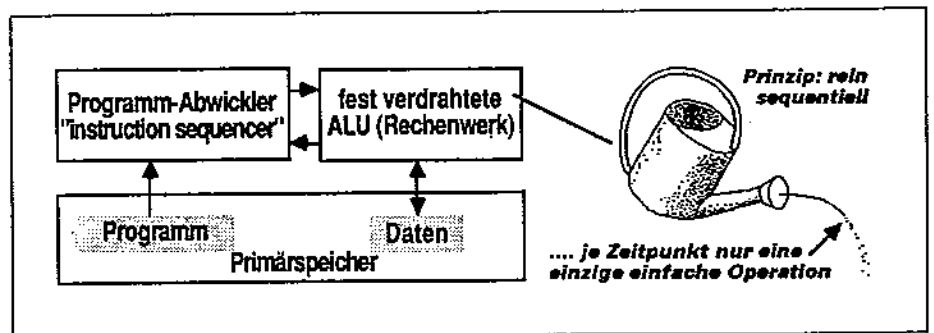 Programm-Abwickler
"instruction sequencer"
fest verdrahtete
ALU (Rechenwerk)
Programm
Daten
Primärspeicher
Prinzip: rein
sequentiell
.... je Zeitpunkt nur eine
einzige einfache Operation